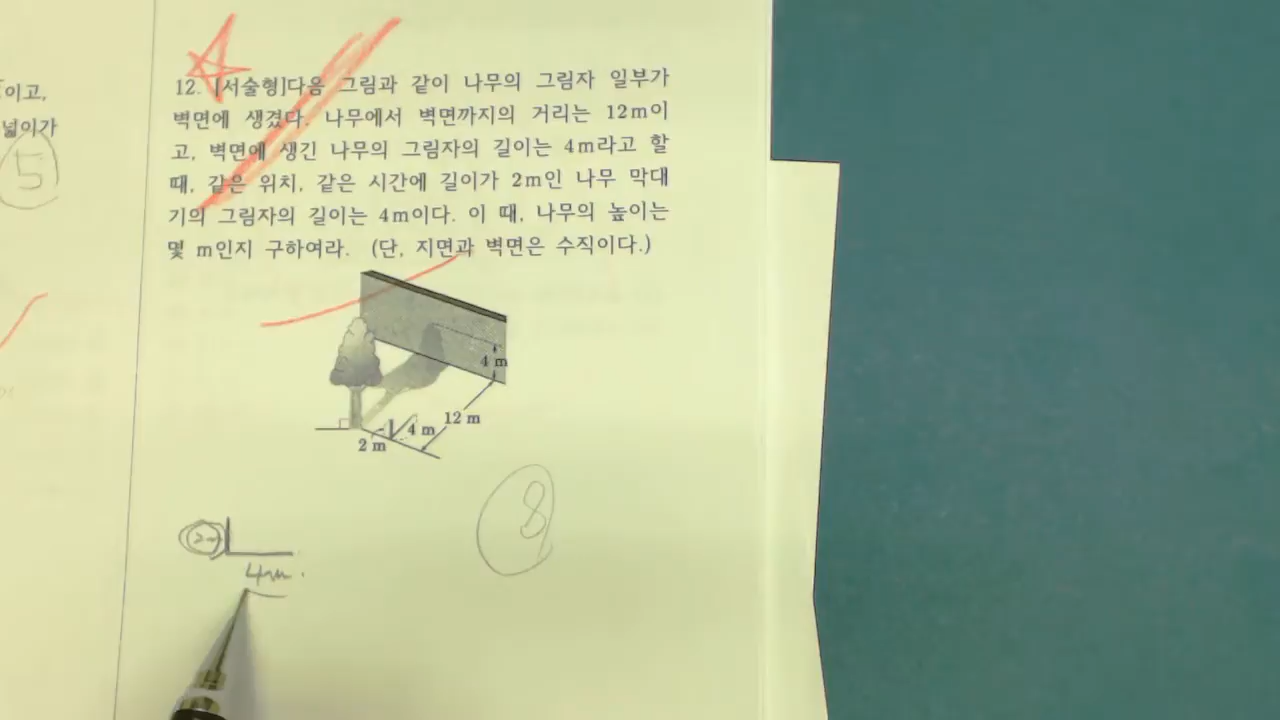 이고,
넓이가
5
12. [서술형]다음 그림과 같이 나무의 그림자 일부가
벽면에 생겼다. 나무에서 벽면까지의 거리는 12m이
고, 벽면에 생긴 나무의 그림자의 길이는 4m라고 할
때, 같은 위치, 같은 시간에 길이가 2m인 나무 막대
기의 그림자의 길이는 4m이다. 이 때, 나무의 높이는
몇 m인지 구하여라. (단, 지면과 벽면은 수직이다.)
4 m
12 m
4 m
2 m
8
2m
4m.